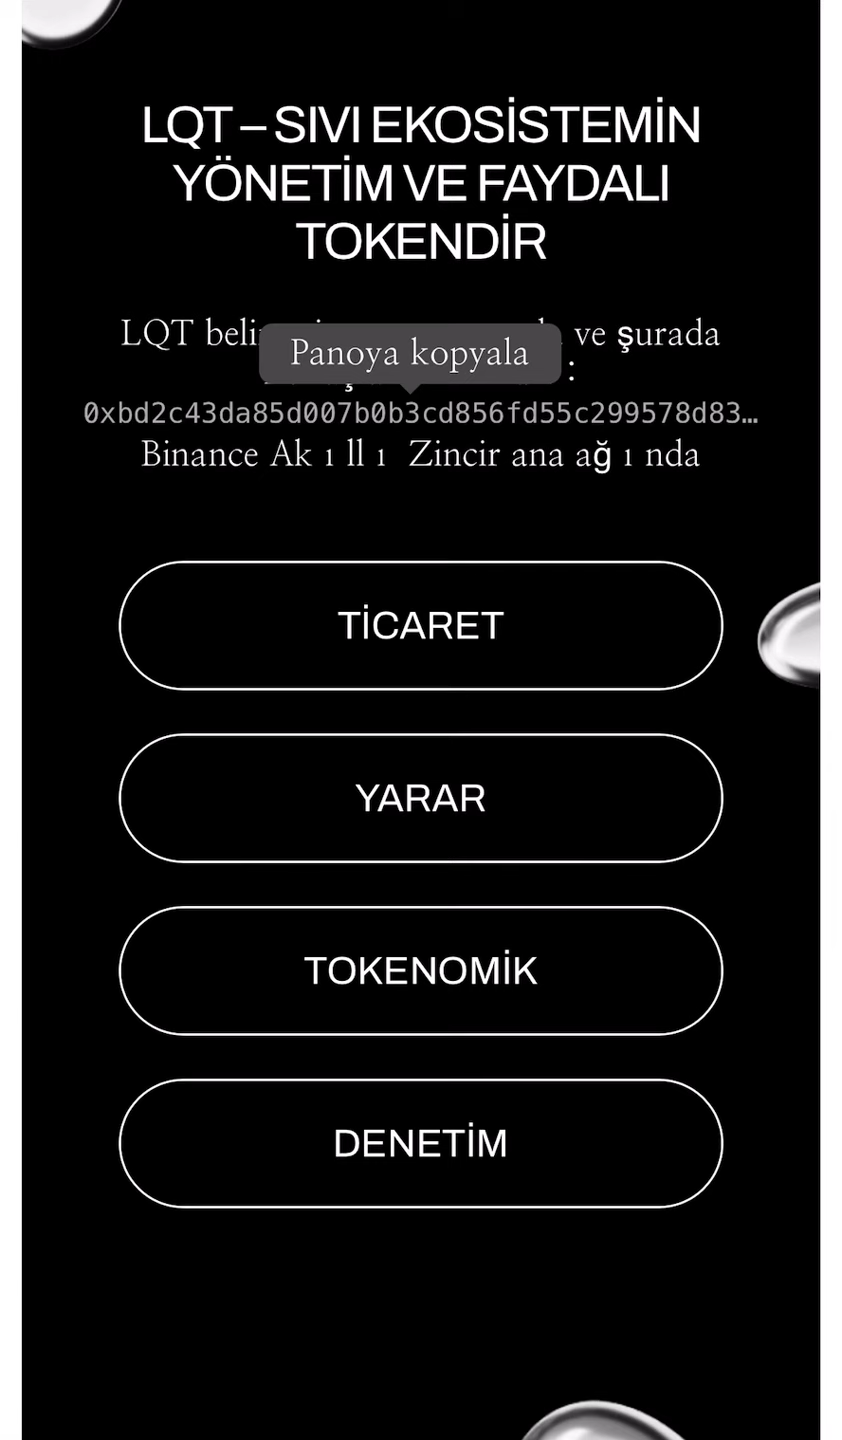 LQT – SIVI EKOSİSTEMİN
YÖNETİM VE FAYDALI
TOKENDİR
LQT ve şurada
Panoya kopyala
:
0xbd2c43da85d007b0b3cd856fd55c299578d83…
Binance Ak ı ll ı Zincir ana ağ ı nda
TİCARET
YARAR
TOKENOMİK
DENETİM